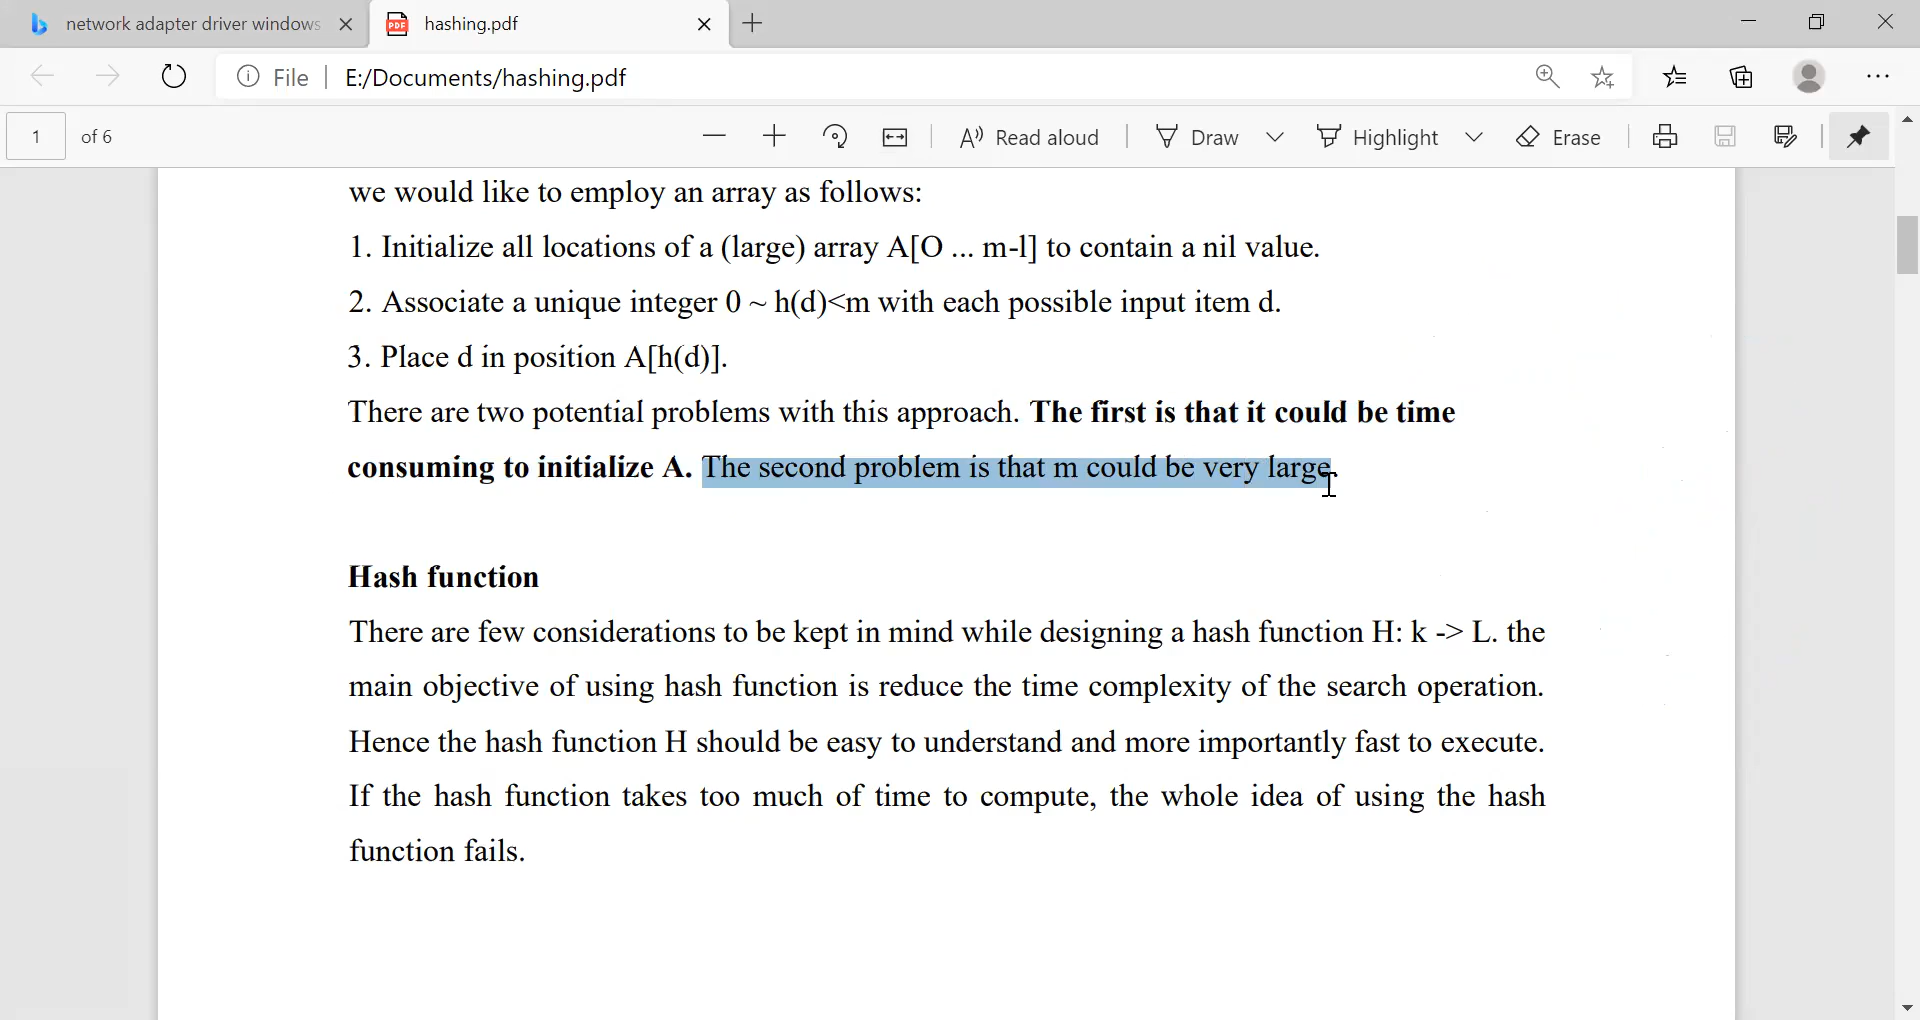 network adapter driver windows
hashing.pdf
File
E:/Documents/hashing.pdf
1 of 6
Read aloud
Draw
Highlight
Erase
we would like to employ an array as follows:
1. Initialize all locations of a (large) array A[O ... m-l] to contain a nil value.
2. Associate a unique integer 0 ~ h(d)<m with each possible input item d.
3. Place d in position A[h(d)].
There are two potential problems with this approach. The first is that it could be time
consuming to initialize A. The second problem is that m could be very large.
Hash function
There are few considerations to be kept in mind while designing a hash function H: k -> L. the
main objective of using hash function is reduce the time complexity of the search operation.
Hence the hash function H should be easy to understand and more importantly fast to execute.
If the hash function takes too much of time to compute, the whole idea of using the hash
function fails.